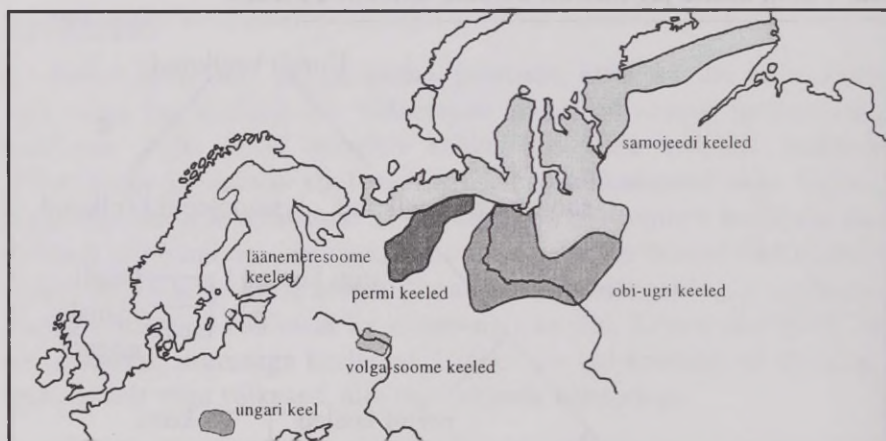 samojeedi keeled
läänemeresoome
keeled
permi keeled
obi-ugri keeled
volga-soome keeled
ungari keel